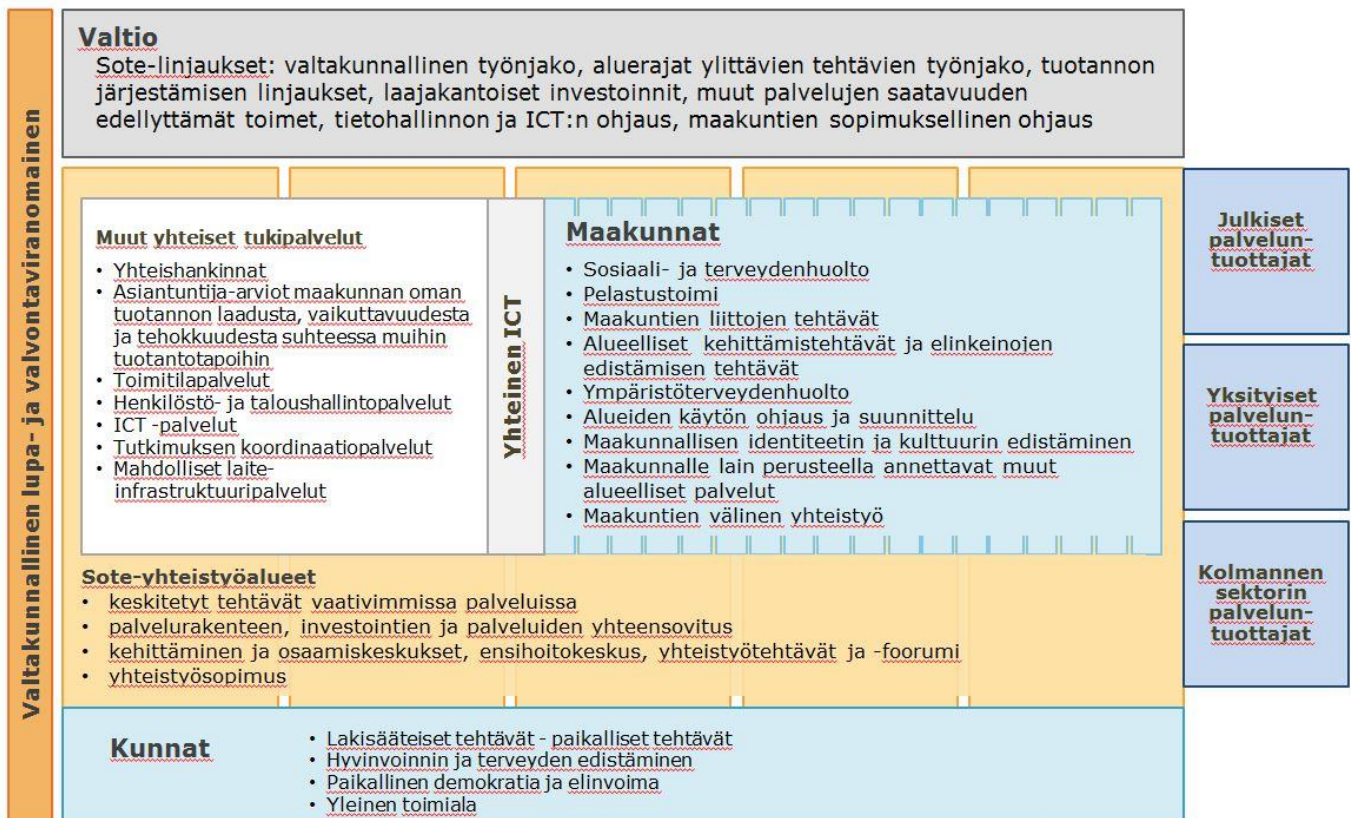 Valtakunnallinen lupa- ja valvontaviranomainen
Valtio
Sote-linjaukset: valtakunnallinen työnjako, aluerajat ylittävien tehtävien työnjako, tuotannon
järjestämisen linjaukset, laajakantoiset investoinnit, muut palvelujen saatavuuden
edellyttämät toimet, tietohallinnon ja ICT:n ohjaus, maakuntien sopimuksellinen ohjaus
Muut yhteiset tukipalvelut
• Yhteishankinnat
• Asiantuntija-arviot maakunnan oman
tuotannon laadusta, vaikuttavuudesta
ja tehokkuudesta suhteessa muihin
tuotantotapoihin
• Toimitilapalvelut
• Henkilöstö- ja taloushallintopalvelut
• ICT -palvelut
• Tutkimuksen koordinaatiopalvelut
• Mahdolliset laite-
infrastruktuuripalvelut
Yhteinen ICT
Maakunnat
• Sosiaali- ja terveydenhuolto
• Pelastustoimi
• Maakuntien liittojen tehtävät
• Alueelliset kehittämistehtävät ja elinkeinojen
edistämisen tehtävät
• Ympäristöterveydenhuolto
• Alueiden käytön ohjaus ja suunnittelu
• Maakunnallisen identiteetin ja kulttuurin edistäminen
• Maakunnalle lain perusteella annettavat muut
alueelliset palvelut
• Maakuntien välinen yhteistyö
Julkiset
palvelun-
tuottajat
Yksityiset
palvelun-
tuottajat
Kolmannen
sektorin
palvelun-
tuottajat
Sote-yhteistyöalueet
• keskitetyt tehtävät vaativimmissa palveluissa
• palvelurakenteen, investointien ja palveluiden yhteensovitus
• kehittäminen ja osaamiskeskukset, ensihoitokeskus, yhteistyötehtävät ja -foorumi
• yhteistyösopimus
Kunnat
• Lakisääteiset tehtävät - paikalliset tehtävät
• Hyvinvoinnin ja terveyden edistäminen
• Paikallinen demokratia ja elinvoima
• Yleinen toimiala